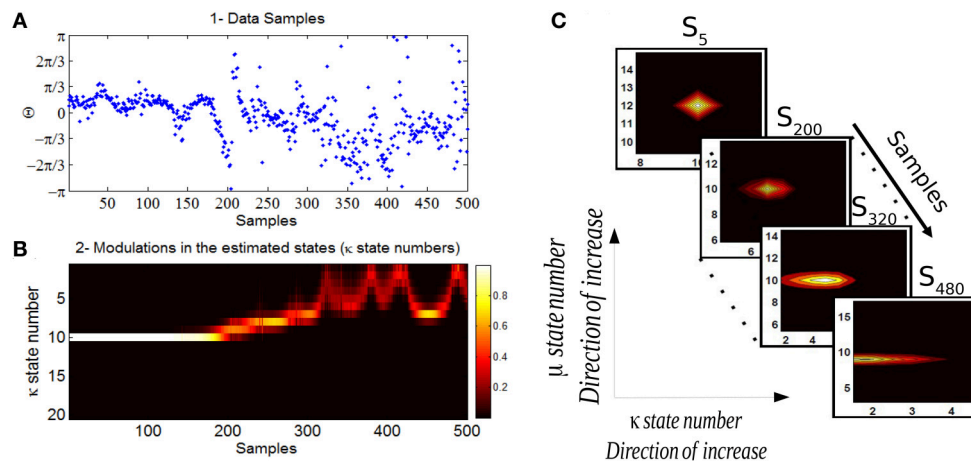 A
1- Data Samples
π
2π/3
π/3
0
−π/3
−2π/3
−π
Θ
50 100 150 200 250 300 350 400 450 500
Samples
B
2- Modulations in the estimated states (κ state numbers)
5
10
15
20
κ state number
100 200 300 400 500
Samples
0.8
0.6
0.4
0.2
C
S5
14
13
12
11
10
8 10
S200
12
10
8
6
6
Samples
S320
14
12
10
8
6
2 4
S480
15
10
5
2 3 4
μ state number
Direction of increase
κ state number
Direction of increase